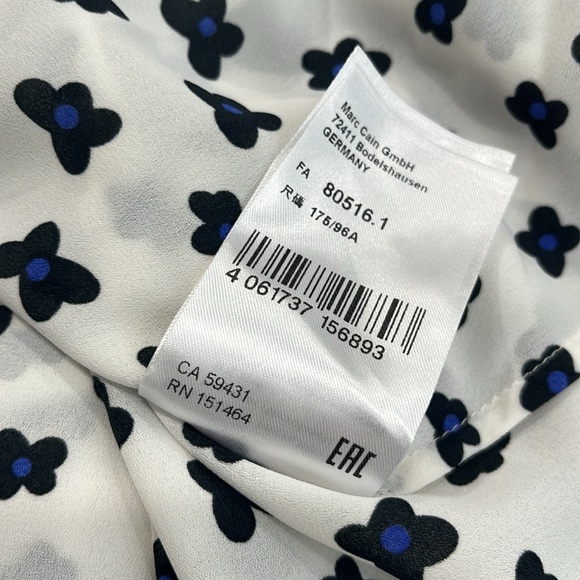 Marc Cain GmbH
72411 Bodelshausen
GERMANY
FA 80516.1
尺碼 175/96A
4 061737 156893
CA 59431
RN 151464
EAC